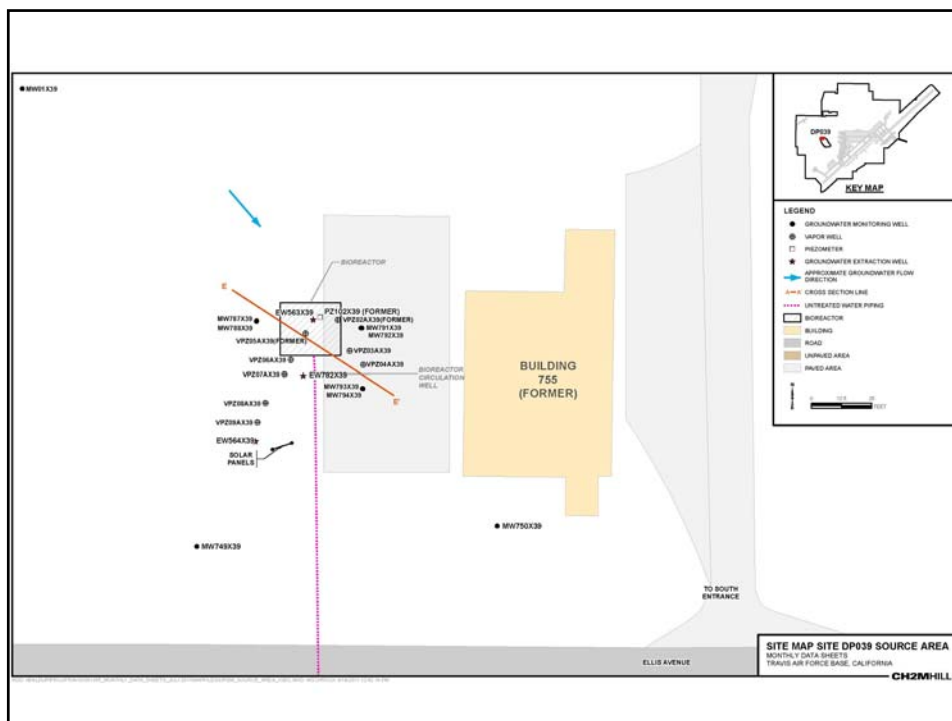 MW01X39
DP039
KEY MAP
LEGEND
GROUNDWATER MONITORING WELL
VAPOR WELL
PIEZOMETER
GROUNDWATER EXTRACTION WELL
APPROXIMATE GROUNDWATER FLOW
DIRECTION
CROSS SECTION LINE
UNTREATED WATER PIPING
BIOREACTOR
BUILDING
ROAD
UNPAVED AREA
PAVED AREA
FEET
BIOREACTOR
E
EW563X39
PZ102X39 (FORMER)
MW787X39
MW788X39
VPZ02AX39(FORMER)
MW791X39
MW792X39
VPZ05AX39(FORMER)
VPZ03AX39
VPZ06AX39
VPZ04AX39
VPZ07AX39
EW782X39
BIOREACTOR
CIRCULATION
WELL
MW793X39
MW794X39
E'
VPZ08AX39
VPZ09AX39
EW564X39
SOLAR
PANELS
BUILDING
755
(FORMER)
MW750X39
MW749X39
TO SOUTH
ENTRANCE
ELLIS AVENUE
SITE MAP SITE DP039 SOURCE AREA
MONTHLY DATA SHEETS
TRAVIS AIR FORCE BASE, CALIFORNIA
CH2MHILL